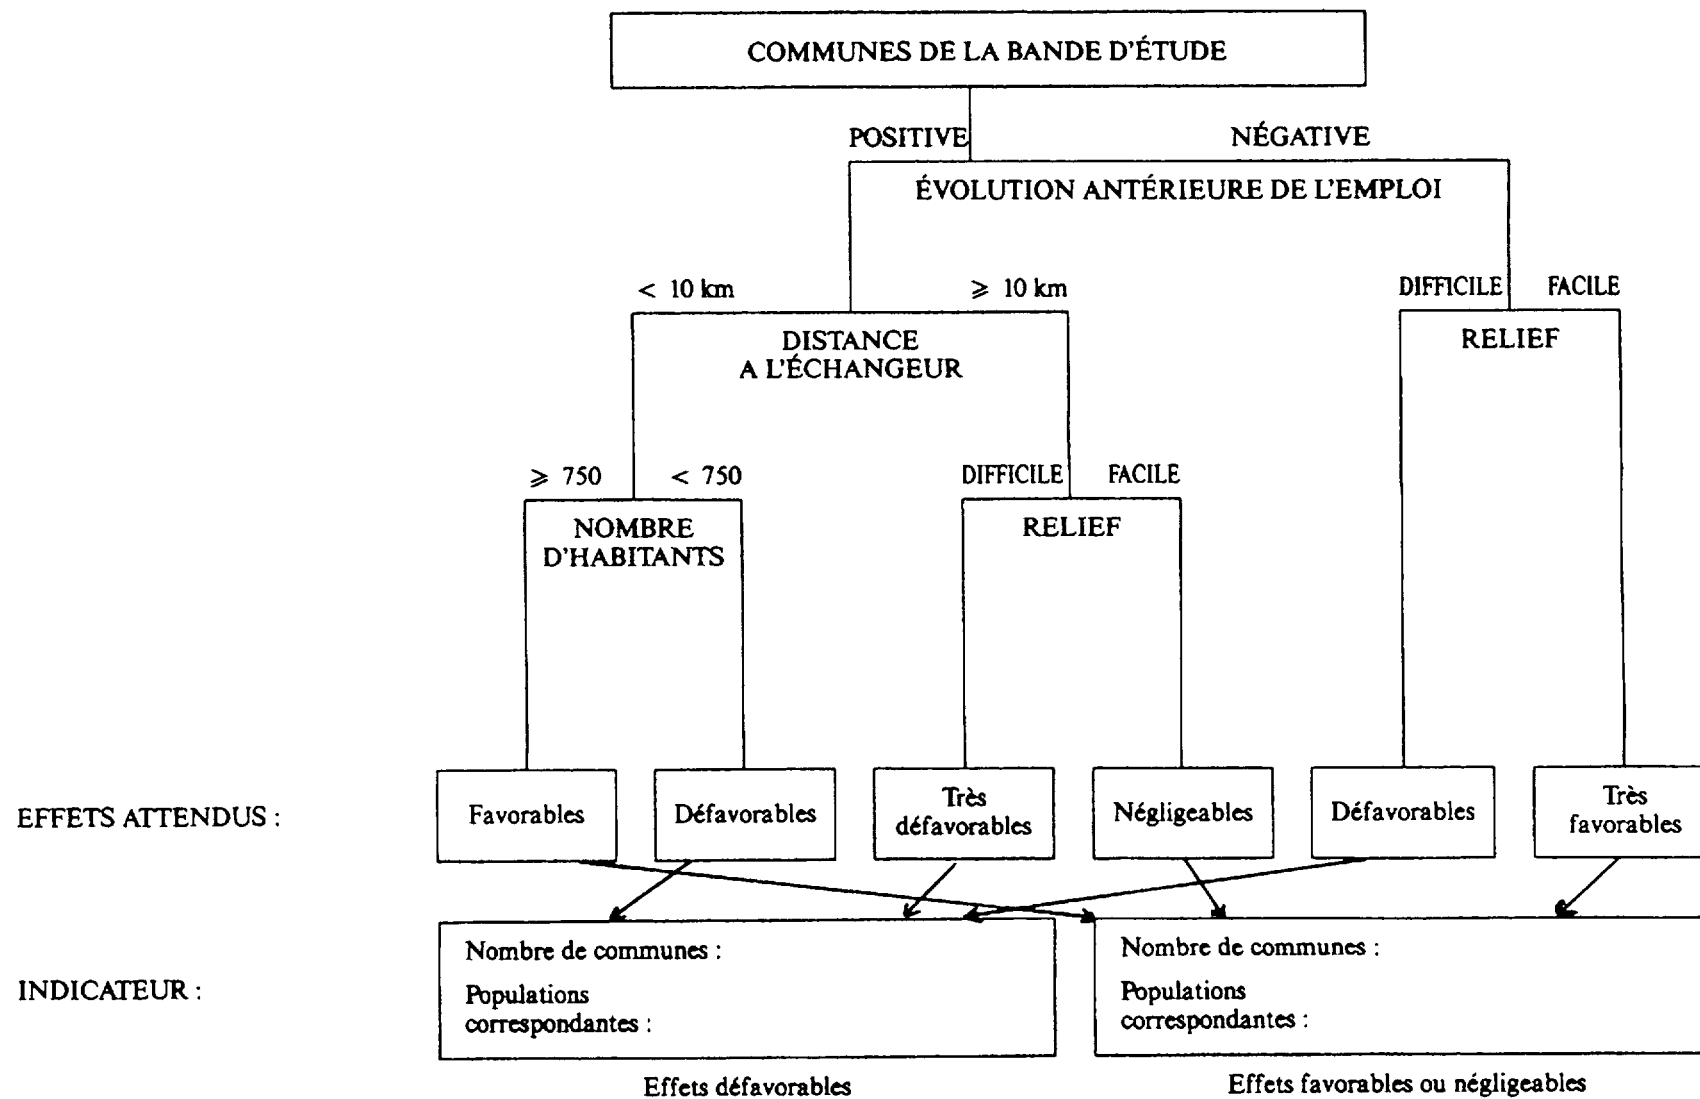 COMMUNES DE LA BANDE D'ÉTUDE
POSITIVE NÉGATIVE
ÉVOLUTION ANTÉRIEURE DE L'EMPLOI
< 10 km ⩾ 10 km DIFFICILE FACILE
DISTANCE
A L'ÉCHANGEUR
RELIEF
⩾ 750 < 750 DIFFICILE FACILE
NOMBRE
D'HABITANTS
RELIEF
EFFETS ATTENDUS :
Favorables
Défavorables
Très
défavorables
Négligeables
Défavorables
Très
favorables
INDICATEUR :
Nombre de communes :
Populations
correspondantes :
Nombre de communes :
Populations
correspondantes :
Effets défavorables
Effets favorables ou négligeables